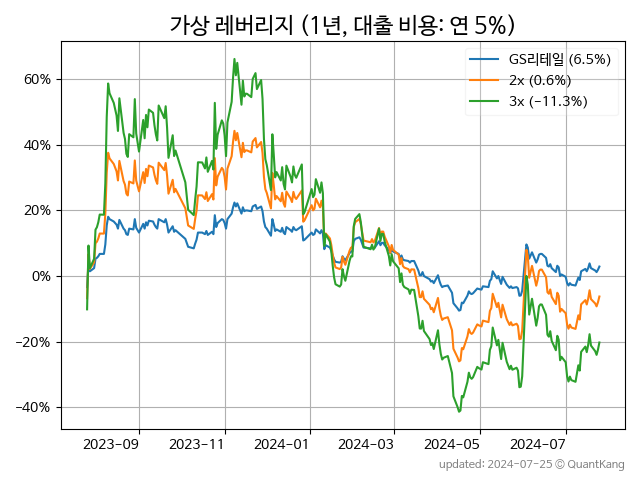 가상 레버리지 (1년, 대출 비용: 연 5%)
GS리테일 (6.5%)
2x (0.6%)
3x (−11.3%)
60%
40%
20%
0%
−20%
−40%
2023-09 2023-11 2024-01 2024-03 2024-05 2024-07
updated: 2024-07-25 © QuantKang